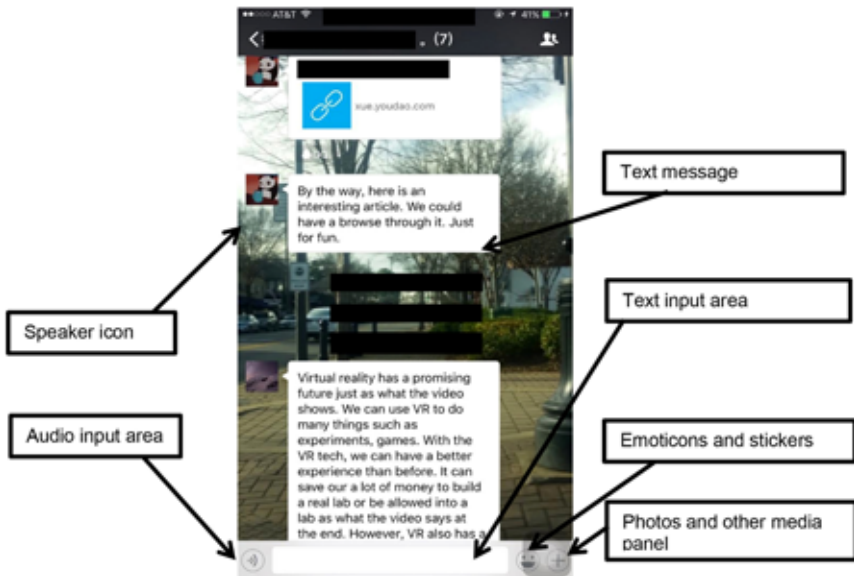 AT&T
41%
(7)
xue.youdao.com
By the way, here is an
interesting article. We could
have a browse through it. Just
for fun.
Virtual reality has a promising
future just as what the video
shows. We can use VR to do
many things such as
experiments, games. With the
VR tech, we can have a better
experience than before. It can
save our a lot of money to build
a real lab or be allowed into a
lab as what the video says at
the end. However, VR also has a
Speaker icon
Audio input area
Text message
Text input area
Emoticons and stickers
Photos and other media
panel